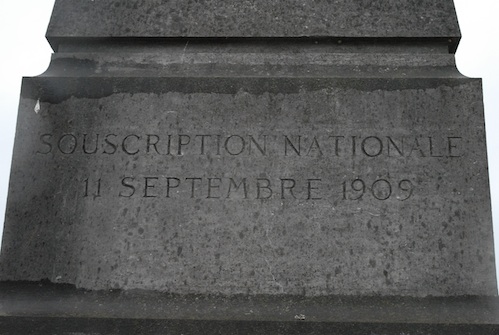 SOUSCRIPTION NATIONALE
11 SEPTEMBRE 1909